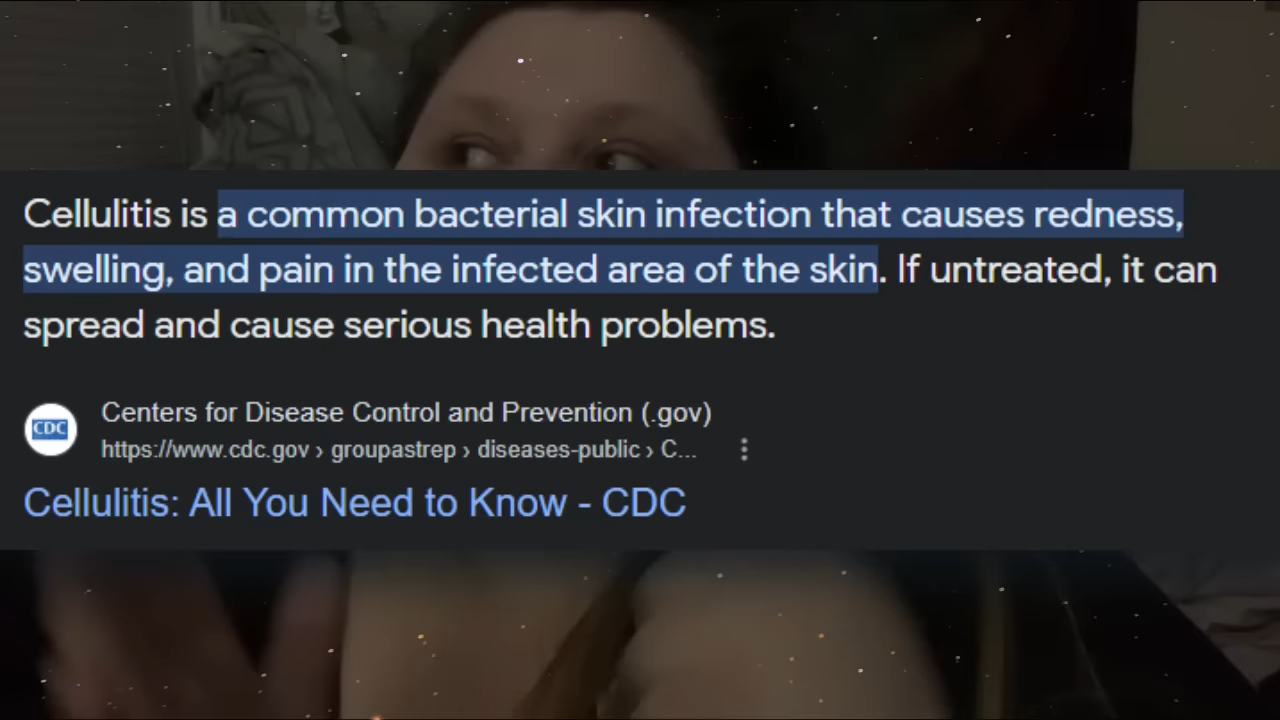 Cellulitis is a common bacterial skin infection that causes redness,
swelling, and pain in the infected area of the skin. If untreated, it can
spread and cause serious health problems.
CDC
Centers for Disease Control and Prevention (.gov)
https://www.cdc.gov › groupastrep › diseases-public › C...
Cellulitis: All You Need to Know - CDC